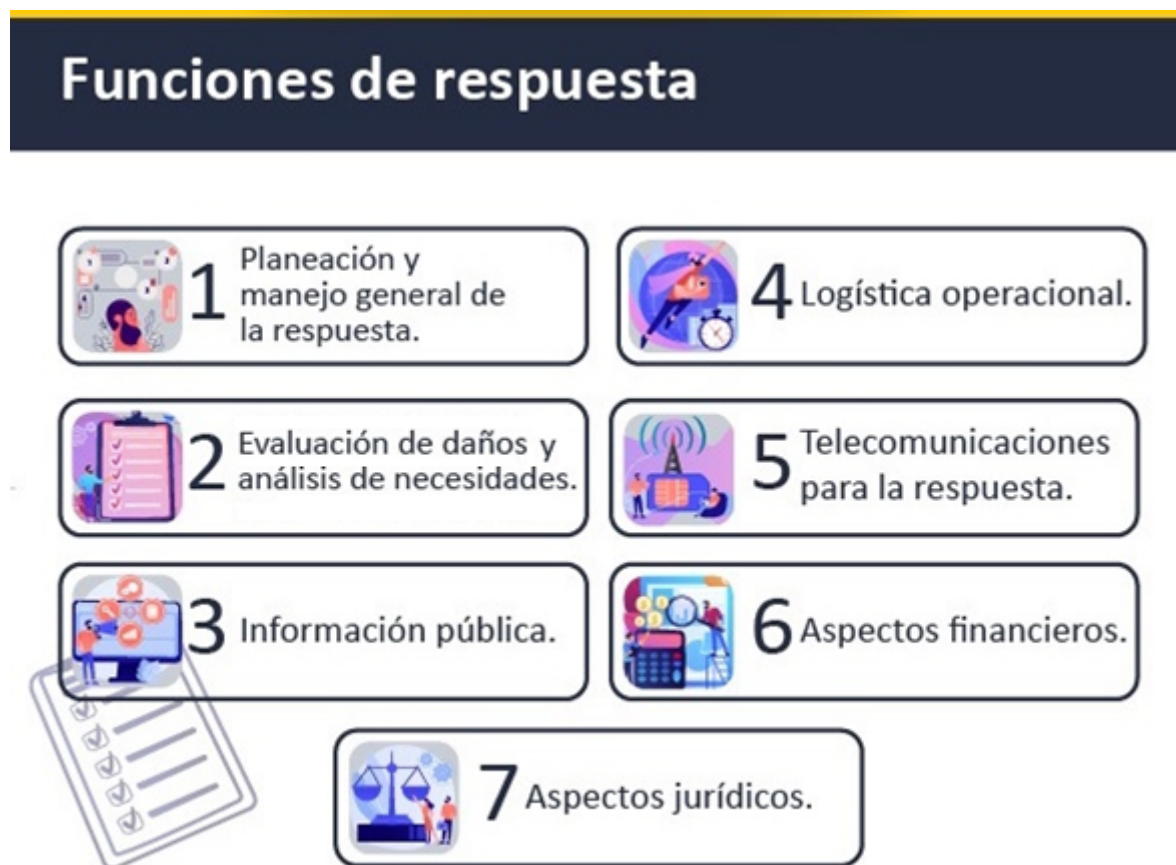 Funciones de respuesta
1 Planeación y
manejo general de
la respuesta.
2 Evaluación de daños y
análisis de necesidades.
3 Información pública.
4 Logística operacional.
5 Telecomunicaciones
para la respuesta.
6 Aspectos financieros.
7 Aspectos jurídicos.